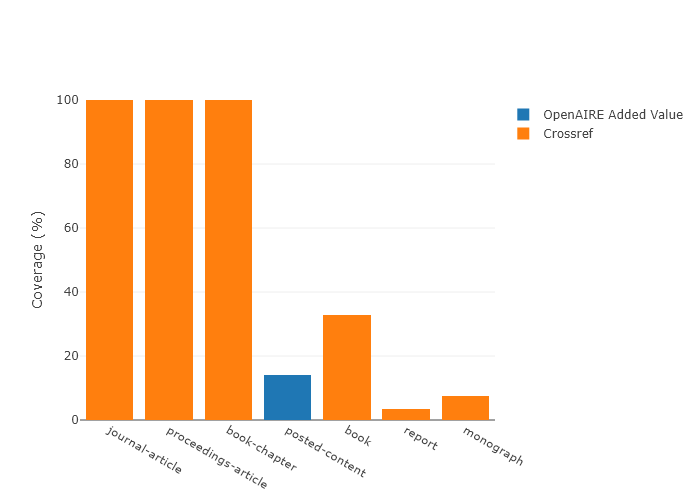 OpenAIRE Added Value
Crossref
Coverage (%)
100
80
60
40
20
0
journal-article
proceedings-article
book-chapter
posted-content
book
report
monograph